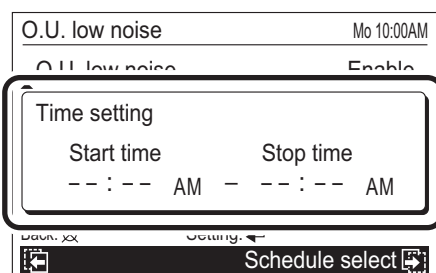 O.U. low noise Mo 10:00AM
O.U. low noise Enable
Time setting
Start time Stop time
--:-- AM – --:-- AM
Back: Setting:
Schedule select